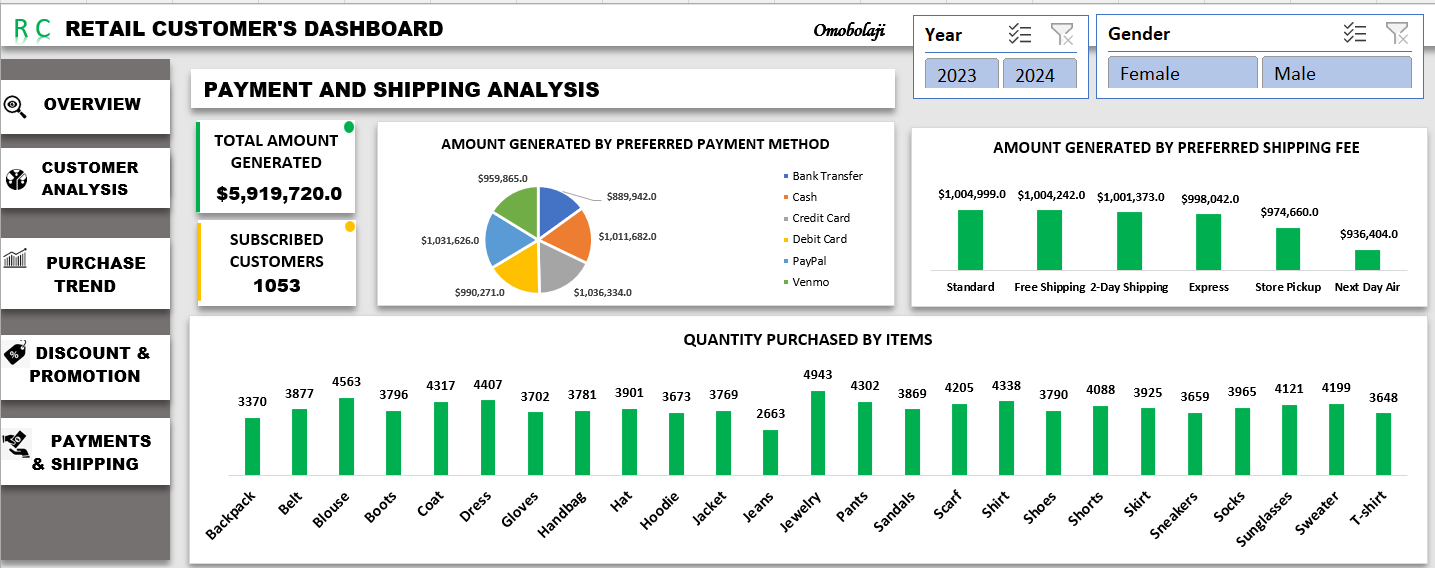 RC RETAIL CUSTOMER'S DASHBOARD
Omobolaji
Year
2023 2024
Gender
Female Male
OVERVIEW
CUSTOMER
ANALYSIS
PURCHASE
TREND
DISCOUNT &
PROMOTION
PAYMENTS
& SHIPPING
PAYMENT AND SHIPPING ANALYSIS
TOTAL AMOUNT
GENERATED
$5,919,720.0
SUBSCRIBED
CUSTOMERS
1053
AMOUNT GENERATED BY PREFERRED PAYMENT METHOD
$959,865.0
$889,942.0
$1,031,626.0
$1,011,682.0
$990,271.0
$1,036,334.0
Bank Transfer
Cash
Credit Card
Debit Card
PayPal
Venmo
AMOUNT GENERATED BY PREFERRED SHIPPING FEE
$1,004,999.0 $1,004,242.0 $1,001,373.0 $998,042.0 $974,660.0 $936,404.0
Standard Free Shipping 2-Day Shipping Express Store Pickup Next Day Air
QUANTITY PURCHASED BY ITEMS
3370 3877 4563 3796 4317 4407 3702 3781 3901 3673 3769 2663 4943 4302 3869 4205 4338 3790 4088 3925 3659 3965 4121 4199 3648
Backpack Belt Blouse Boots Coat Dress Gloves Handbag Hat Hoodie Jacket Jeans Jewelry Pants Sandals Scarf Shirt Shoes Shorts Skirt Sneakers Socks Sunglasses Sweater T-shirt